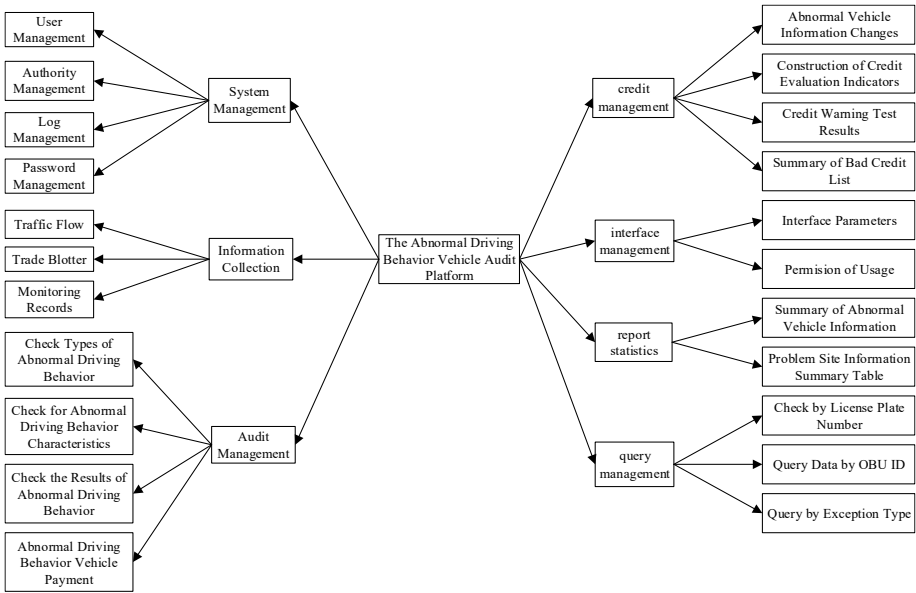 User
Management
Authority
Management
Log
Management
Password
Management
System
Management
Traffic Flow
Trade Blotter
Monitoring
Records
Information
Collection
Check Types of
Abnormal Driving
Behavior
Check for Abnormal
Driving Behavior
Characteristics
Check the Results of
Abnormal Driving
Behavior
Abnormal Driving
Behavior Vehicle
Payment
Audit
Management
The Abnormal Driving
Behavior Vehicle Audit
Platform
credit
management
Abnormal Vehicle
Information Changes
Construction of Credit
Evaluation Indicators
Credit Warning Test
Results
Summary of Bad Credit
List
interface
management
Interface Parameters
Permision of Usage
report
statistics
Summary of Abnormal
Vehicle Information
Problem Site Information
Summary Table
query
management
Check by License Plate
Number
Query Data by OBU ID
Query by Exception Type